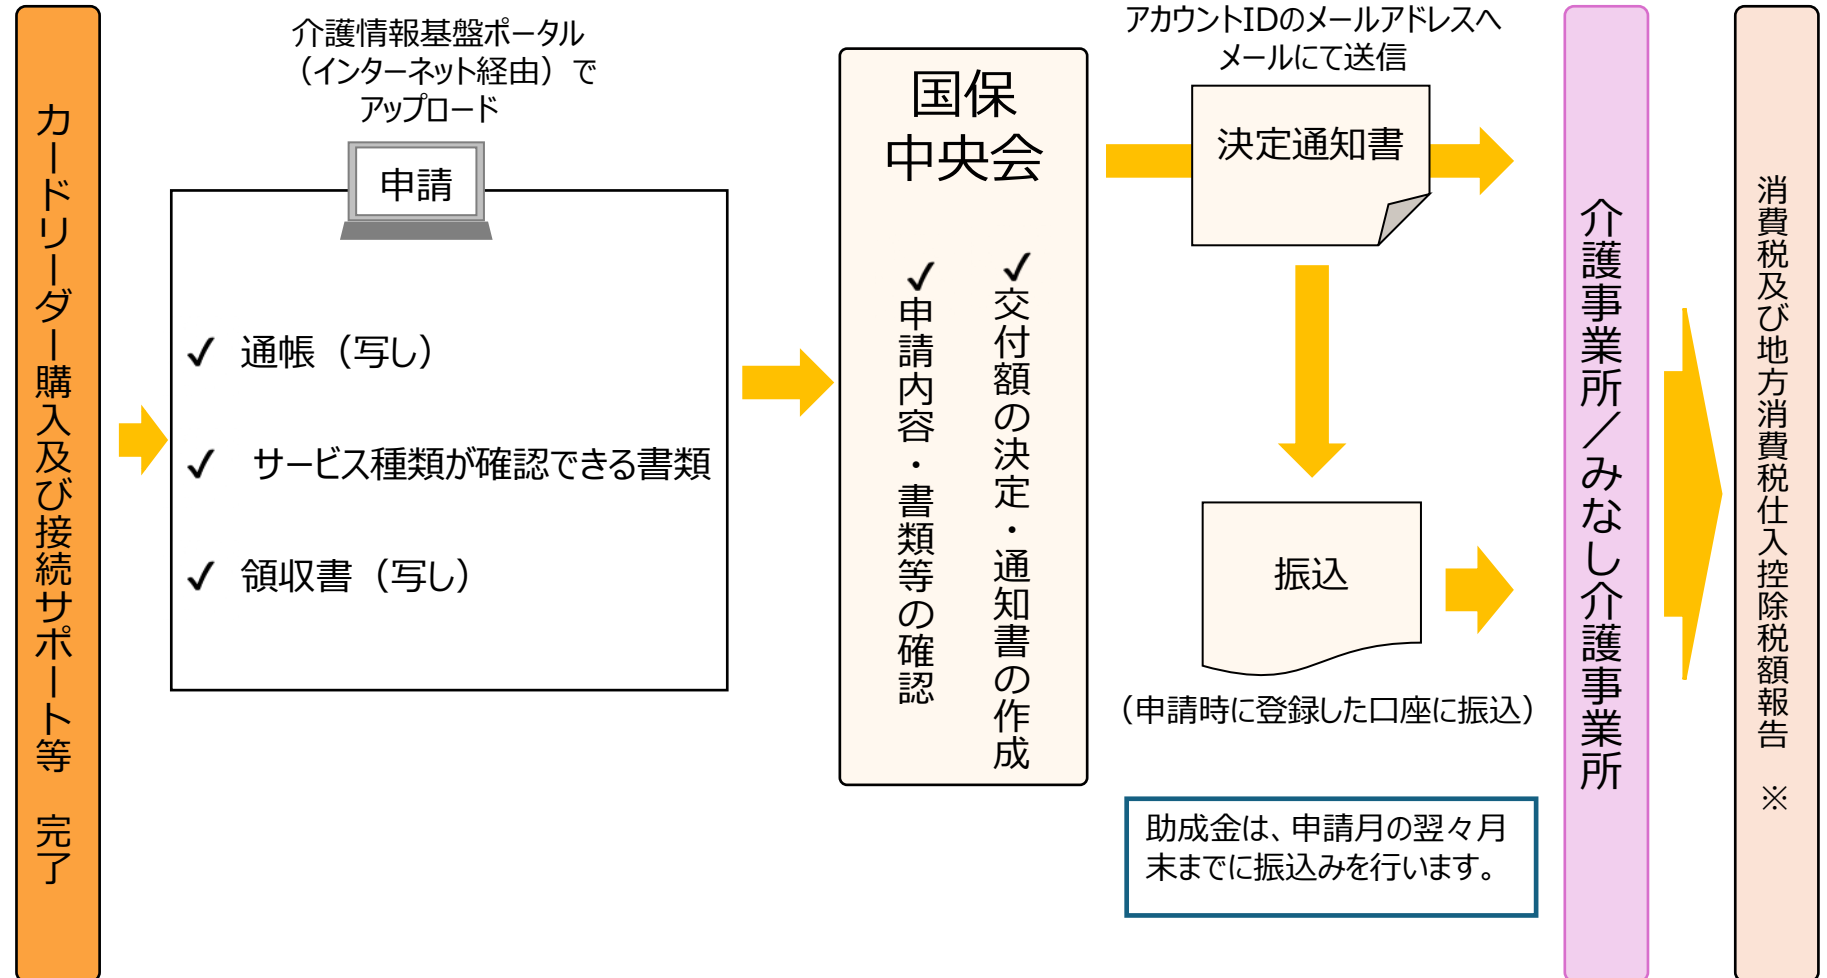 カードリーダー購入及び接続サポート等　完了
介護情報基盤ポータル
（インターネット経由）で
アップロード
申請
✓ 通帳（写し）
✓ サービス種類が確認できる書類
✓ 領収書（写し）
国保
中央会
✓交付額の決定・通知書の作成
✓申請内容・書類等の確認
アカウントIDのメールアドレスへ
メールにて送信
決定通知書
振込
（申請時に登録した口座に振込）
助成金は、申請月の翌々月
末までに振込みを行います。
介護事業所／みなし介護事業所
消費税及び地方消費税仕入控除税額報告　※